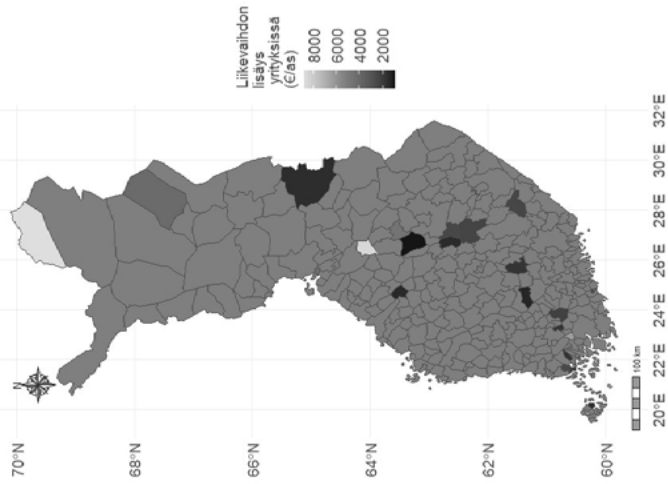 Liikevaihdon
lisäys
yrityksissä
(€/as)
8000
6000
4000
2000
N
70°N
68°N
66°N
64°N
62°N
60°N
100 km
20°E
22°E
24°E
26°E
28°E
30°E
32°E